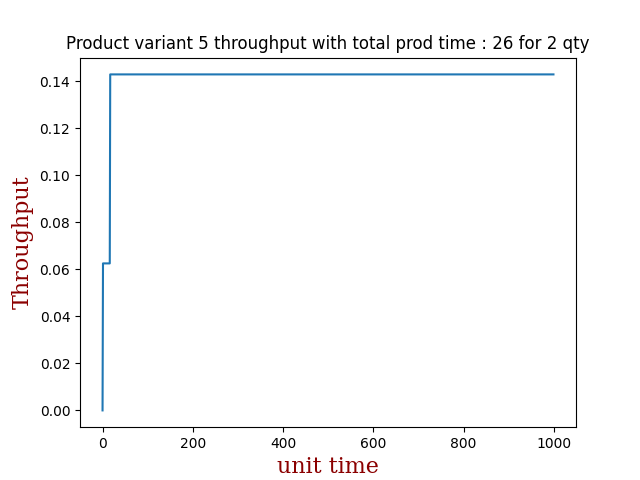 Product variant 5 throughput with total prod time : 26 for 2 qty
Throughput
0.14
0.12
0.10
0.08
0.06
0.04
0.02
0.00
0 200 400 600 800 1000
unit time